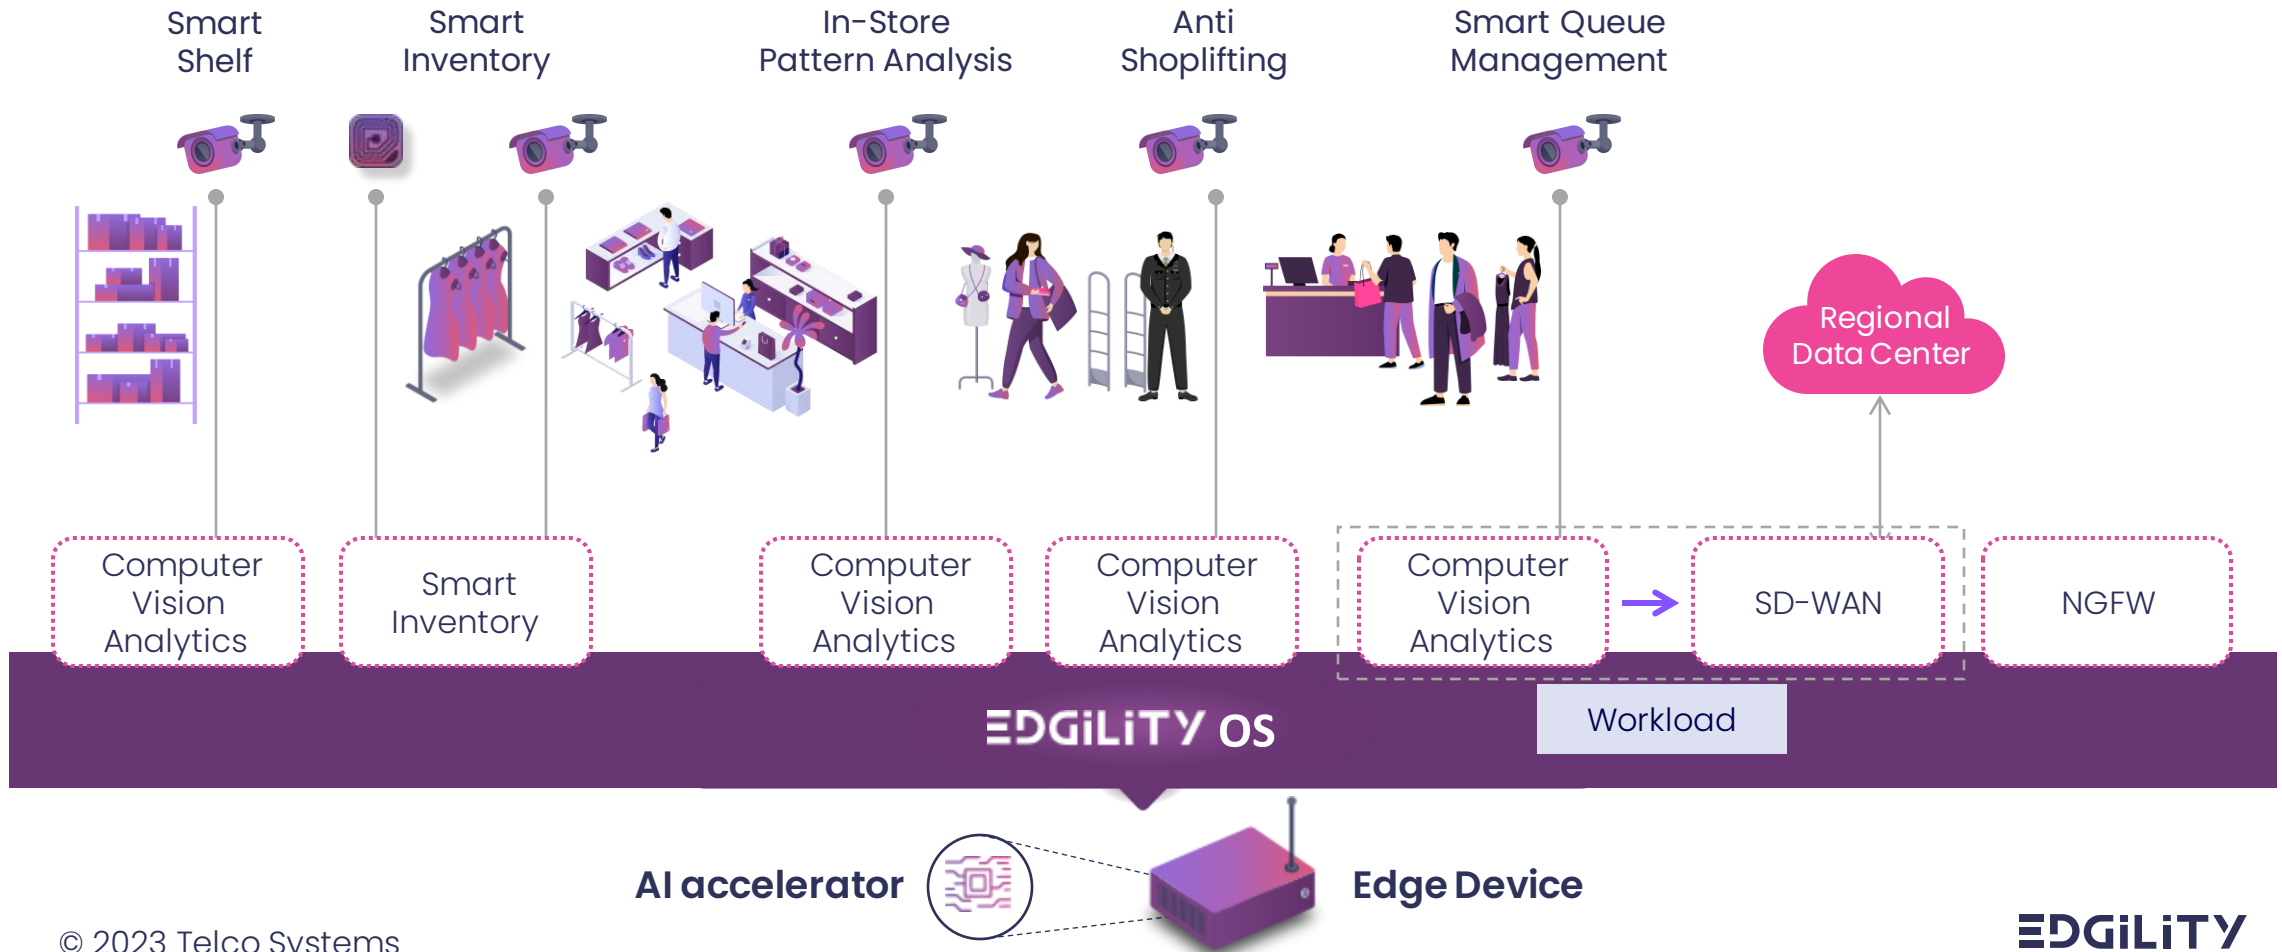 Smart
Shelf
Smart
Inventory
In-Store
Pattern Analysis
Anti
Shoplifting
Smart Queue
Management
Regional
Data Center
Computer
Vision
Analytics
Smart
Inventory
Computer
Vision
Analytics
Computer
Vision
Analytics
Computer
Vision
Analytics
SD-WAN
NGFW
EDGiLiTY OS
Workload
AI accelerator
Edge Device
© 2023 Telco Systems
EDGiLiTY